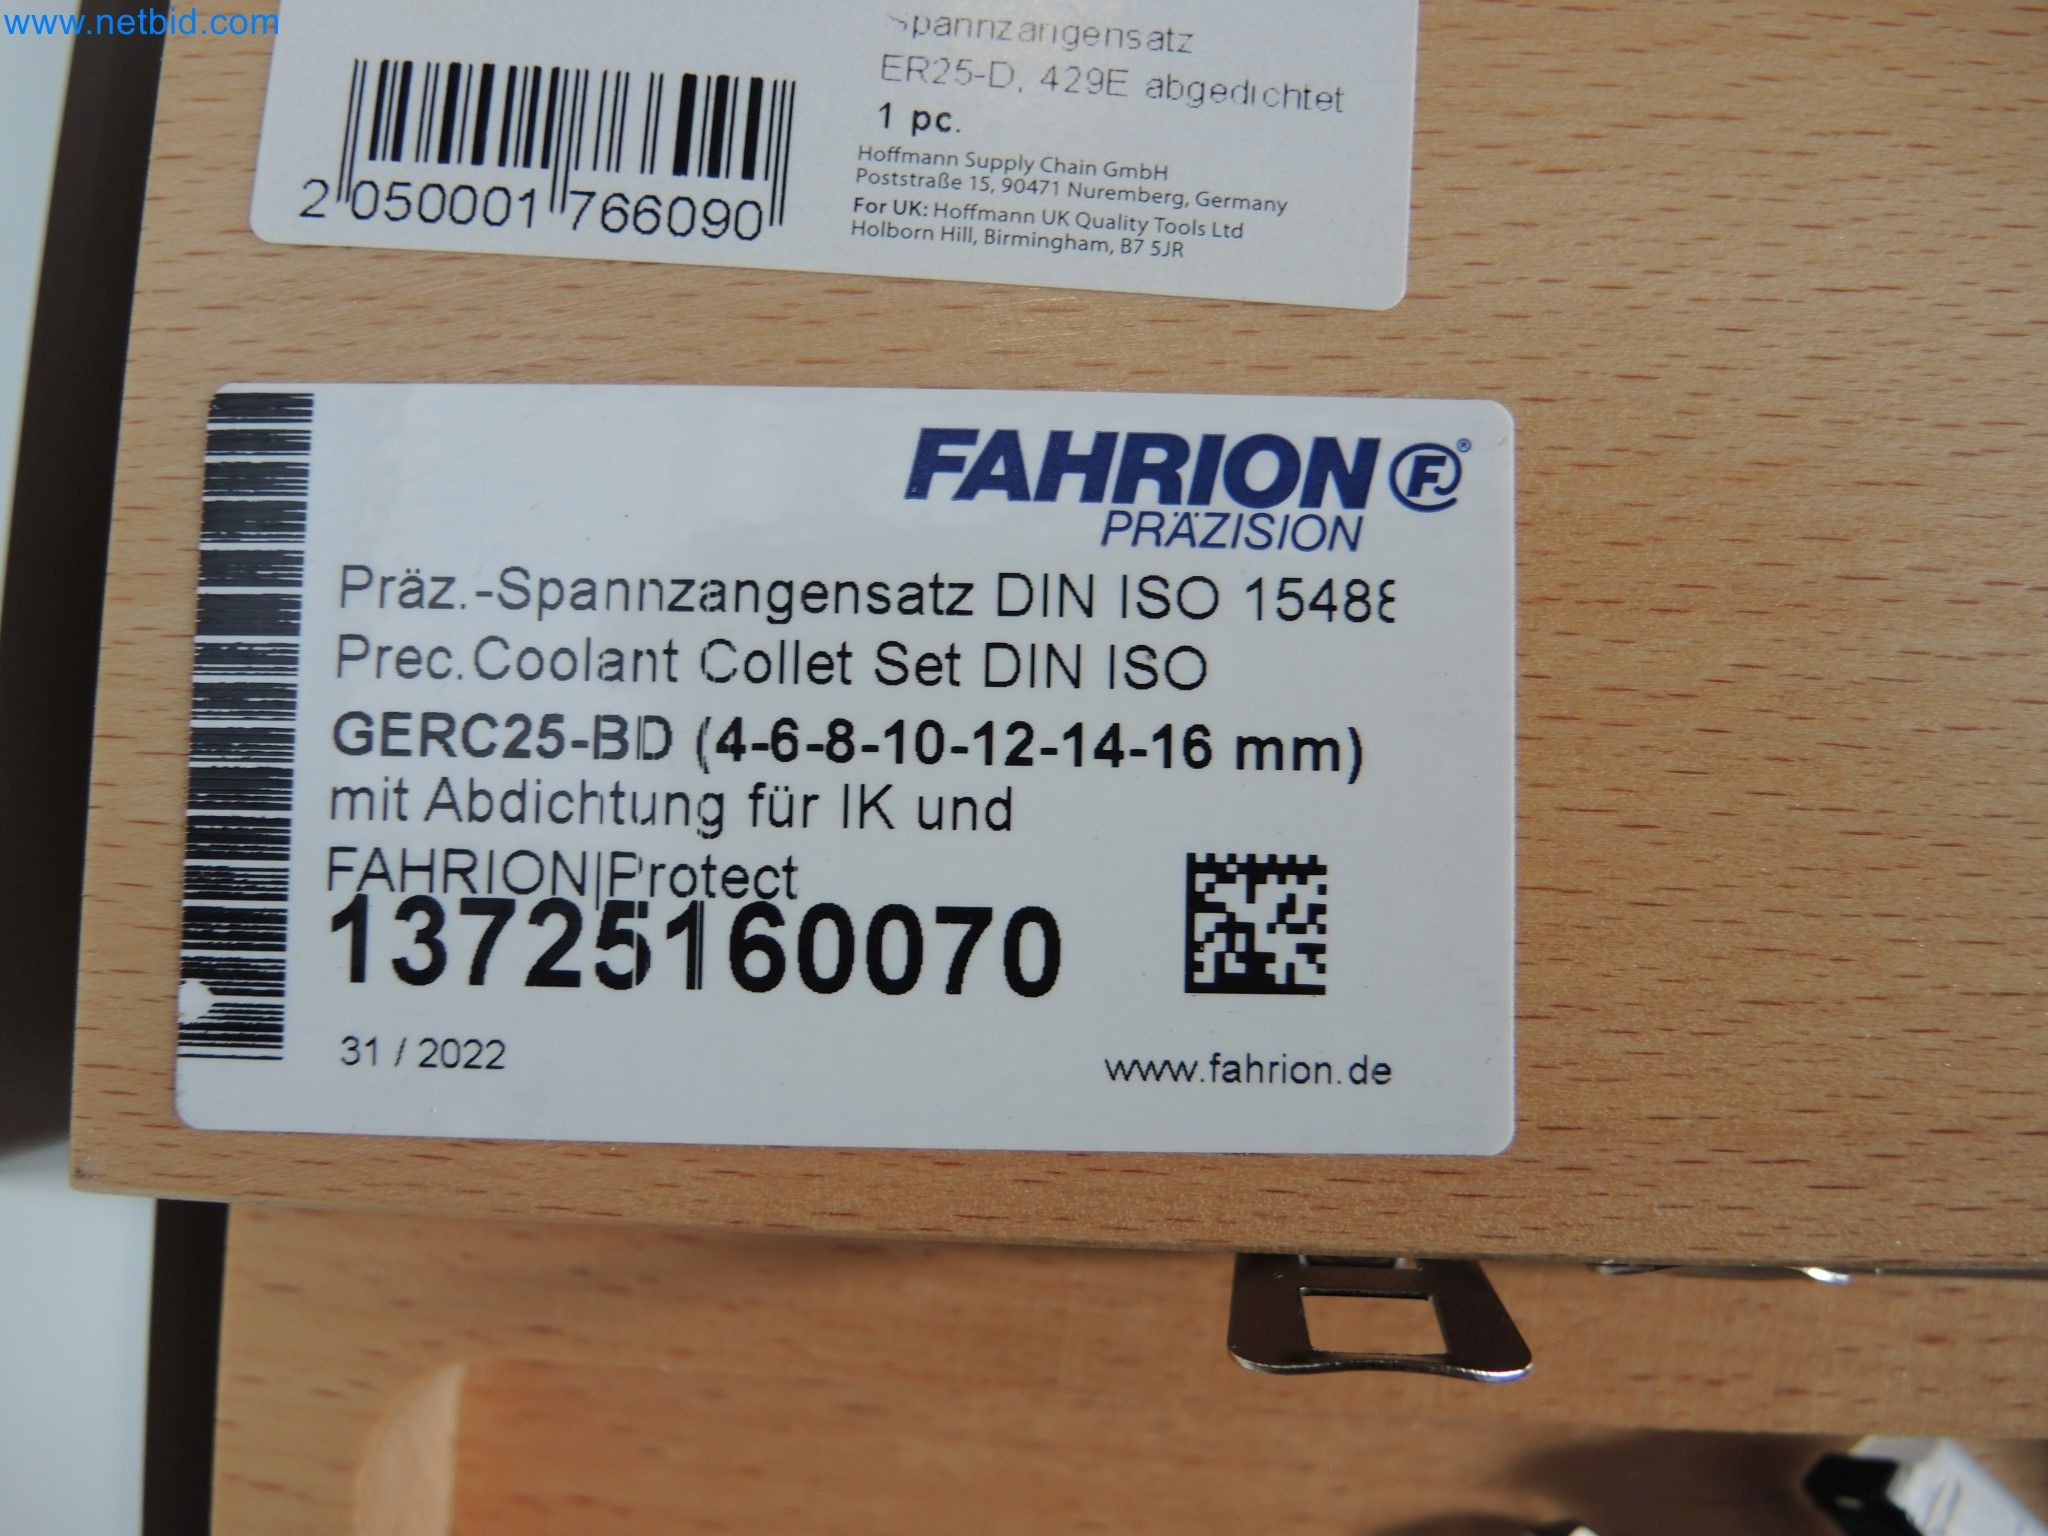 www.netbid.com
Spannzangensatz
ER25-D, 429E abgedichtet
1 pc.
Hoffmann Supply Chain GmbH
Poststraße 15, 90471 Nuremberg, Germany
For UK: Hoffmann UK Quality Tools Ltd
Holborn Hill, Birmingham, B7 5JR
2 050001 766090
FAHRION FJ®
PRÄZISION
Präz.-Spannzangensatz DIN ISO 15488
Prec.Coolant Collet Set DIN ISO
GERC25-BD (4-6-8-10-12-14-16 mm)
mit Abdichtung für IK und
FAHRION|Protect
13725160070
31 / 2022
www.fahrion.de